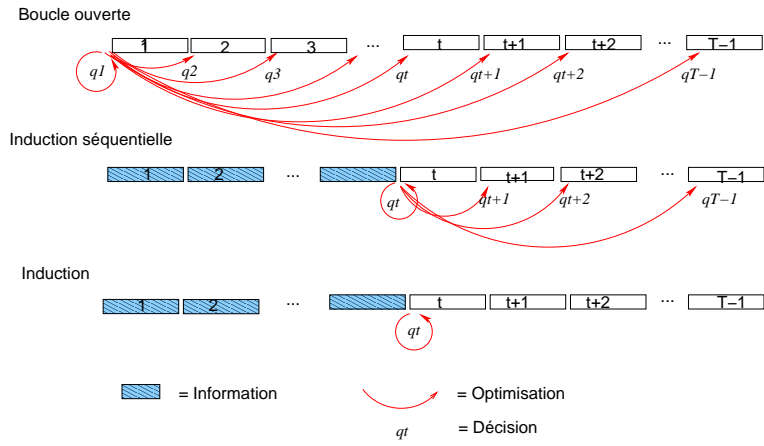 Boucle ouverte
1 2 3 ... t t+1 t+2 ... T−1
q1 q2 q3 qt qt+1 qt+2 qT−1
Induction séquentielle
1 2 ... t t+1 t+2 ... T−1
qt qt+1 qt+2 qT−1
Induction
1 2 ... t t+1 t+2 ... T−1
qt
= Information = Optimisation
qt = Décision